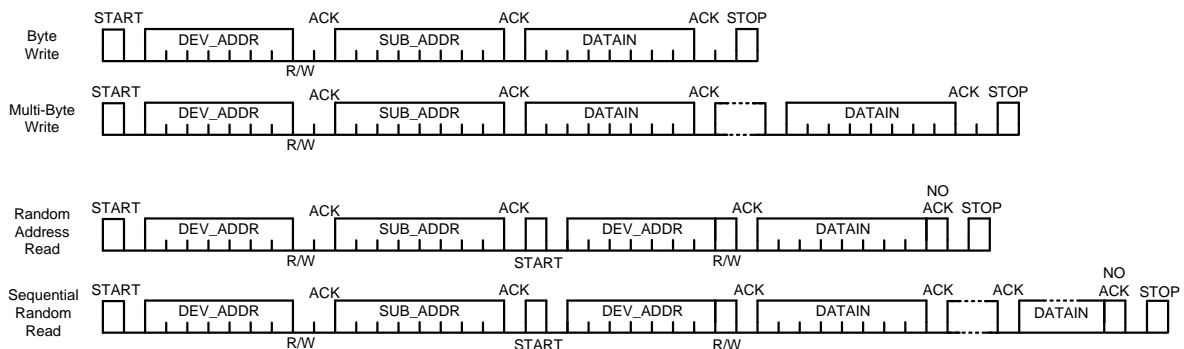 START ACK ACK ACK STOP
Byte
Write
DEV_ADDR SUB_ADDR DATAIN
R/W
START ACK ACK ACK ACK STOP
Multi-Byte
Write
DEV_ADDR SUB_ADDR DATAIN DATAIN
R/W
NO
START ACK ACK ACK ACK STOP
Random
Address
Read
DEV_ADDR SUB_ADDR DEV_ADDR DATAIN
R/W START R/W
NO
START ACK ACK ACK ACK ACK ACK STOP
Sequential
Random
Read
DEV_ADDR SUB_ADDR DEV_ADDR DATAIN DATAIN
R/W START R/W